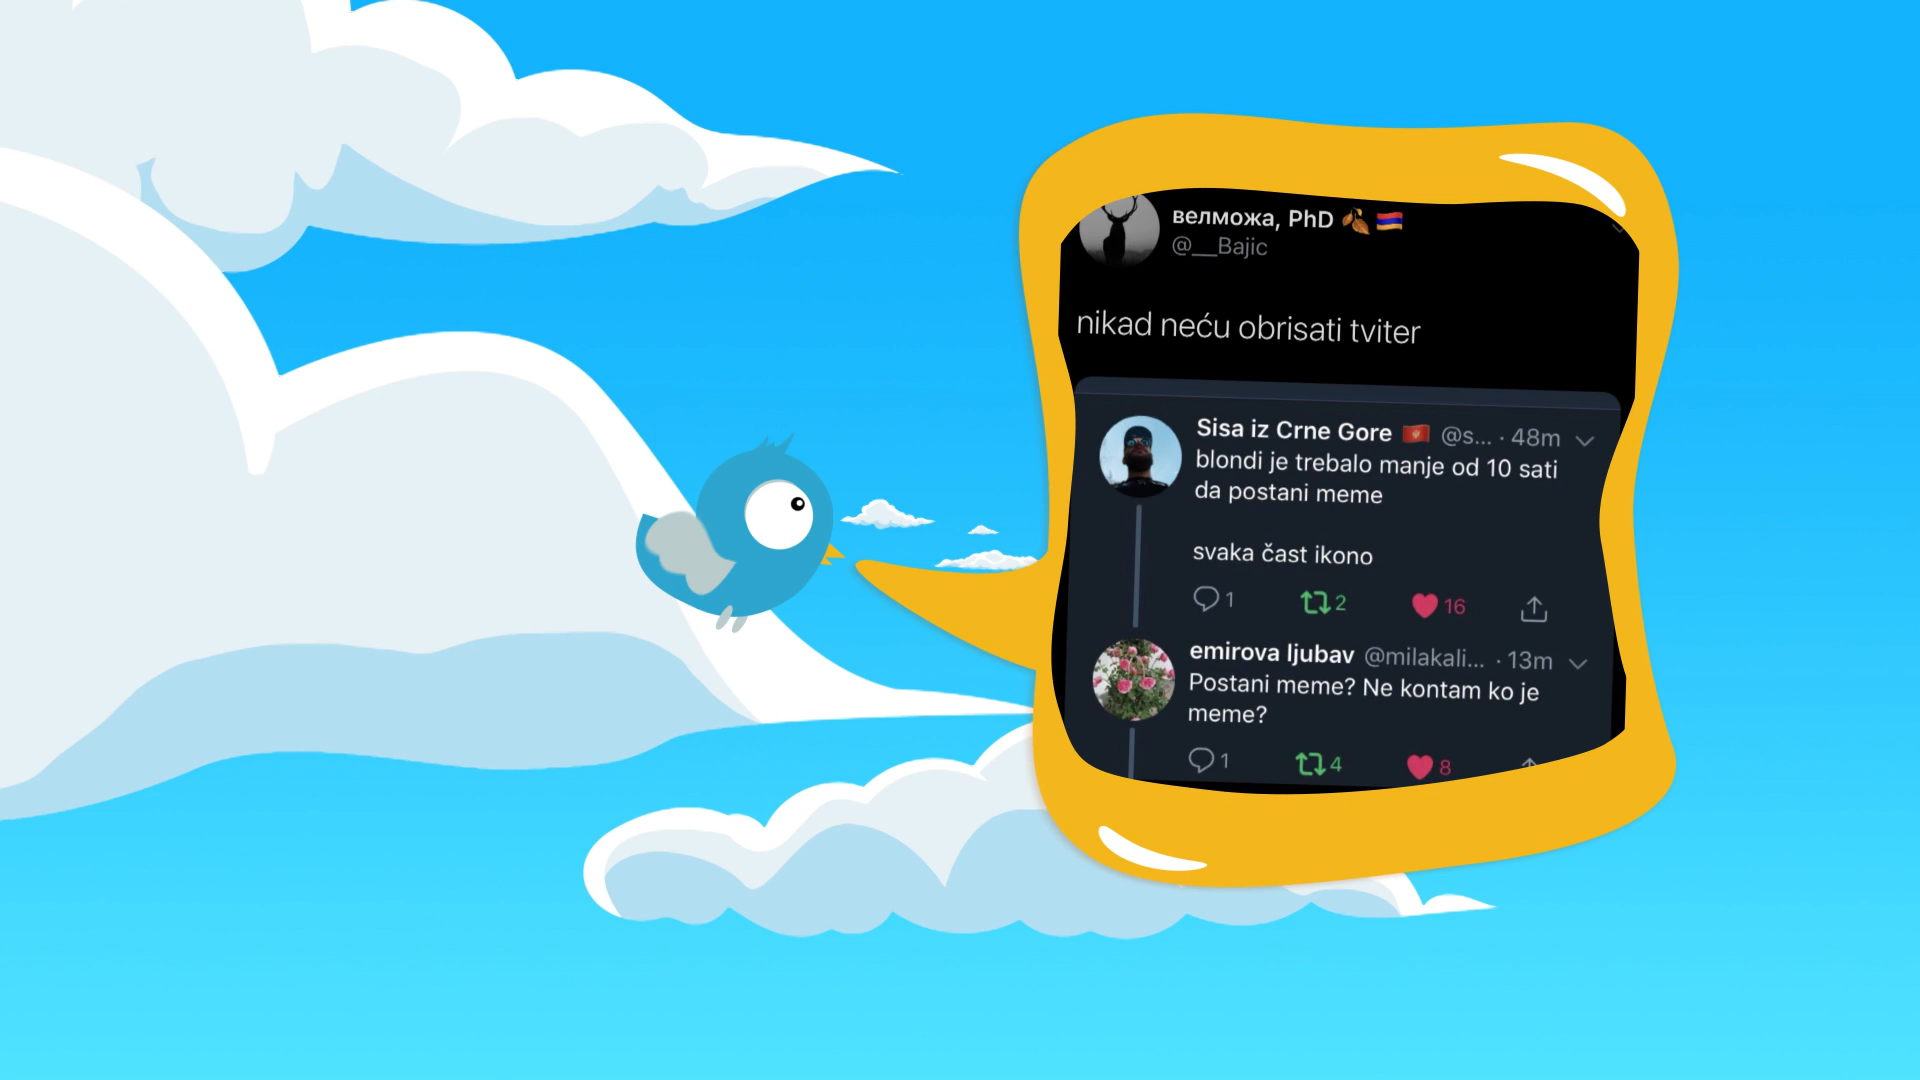 велможа, PhD
@__Bajic
nikad neću obrisati tviter
Sisa iz Crne Gore @s... · 48m
blondi je trebalo manje od 10 sati
da postani meme
svaka čast ikono
1 2 16
emirova ljubav @milakali... · 13m
Postani meme? Ne kontam ko je
meme?
1 4 8